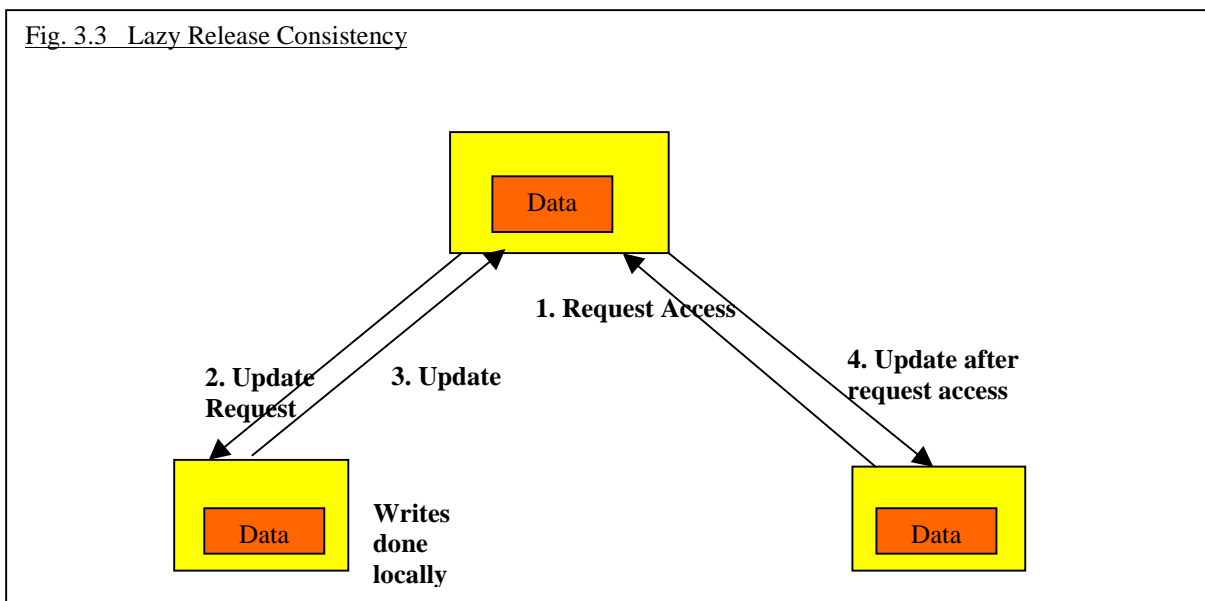 Fig. 3.3 Lazy Release Consistency
Data
1. Request Access
2. Update
Request
3. Update
4. Update after
request access
Data
Writes
done
locally
Data